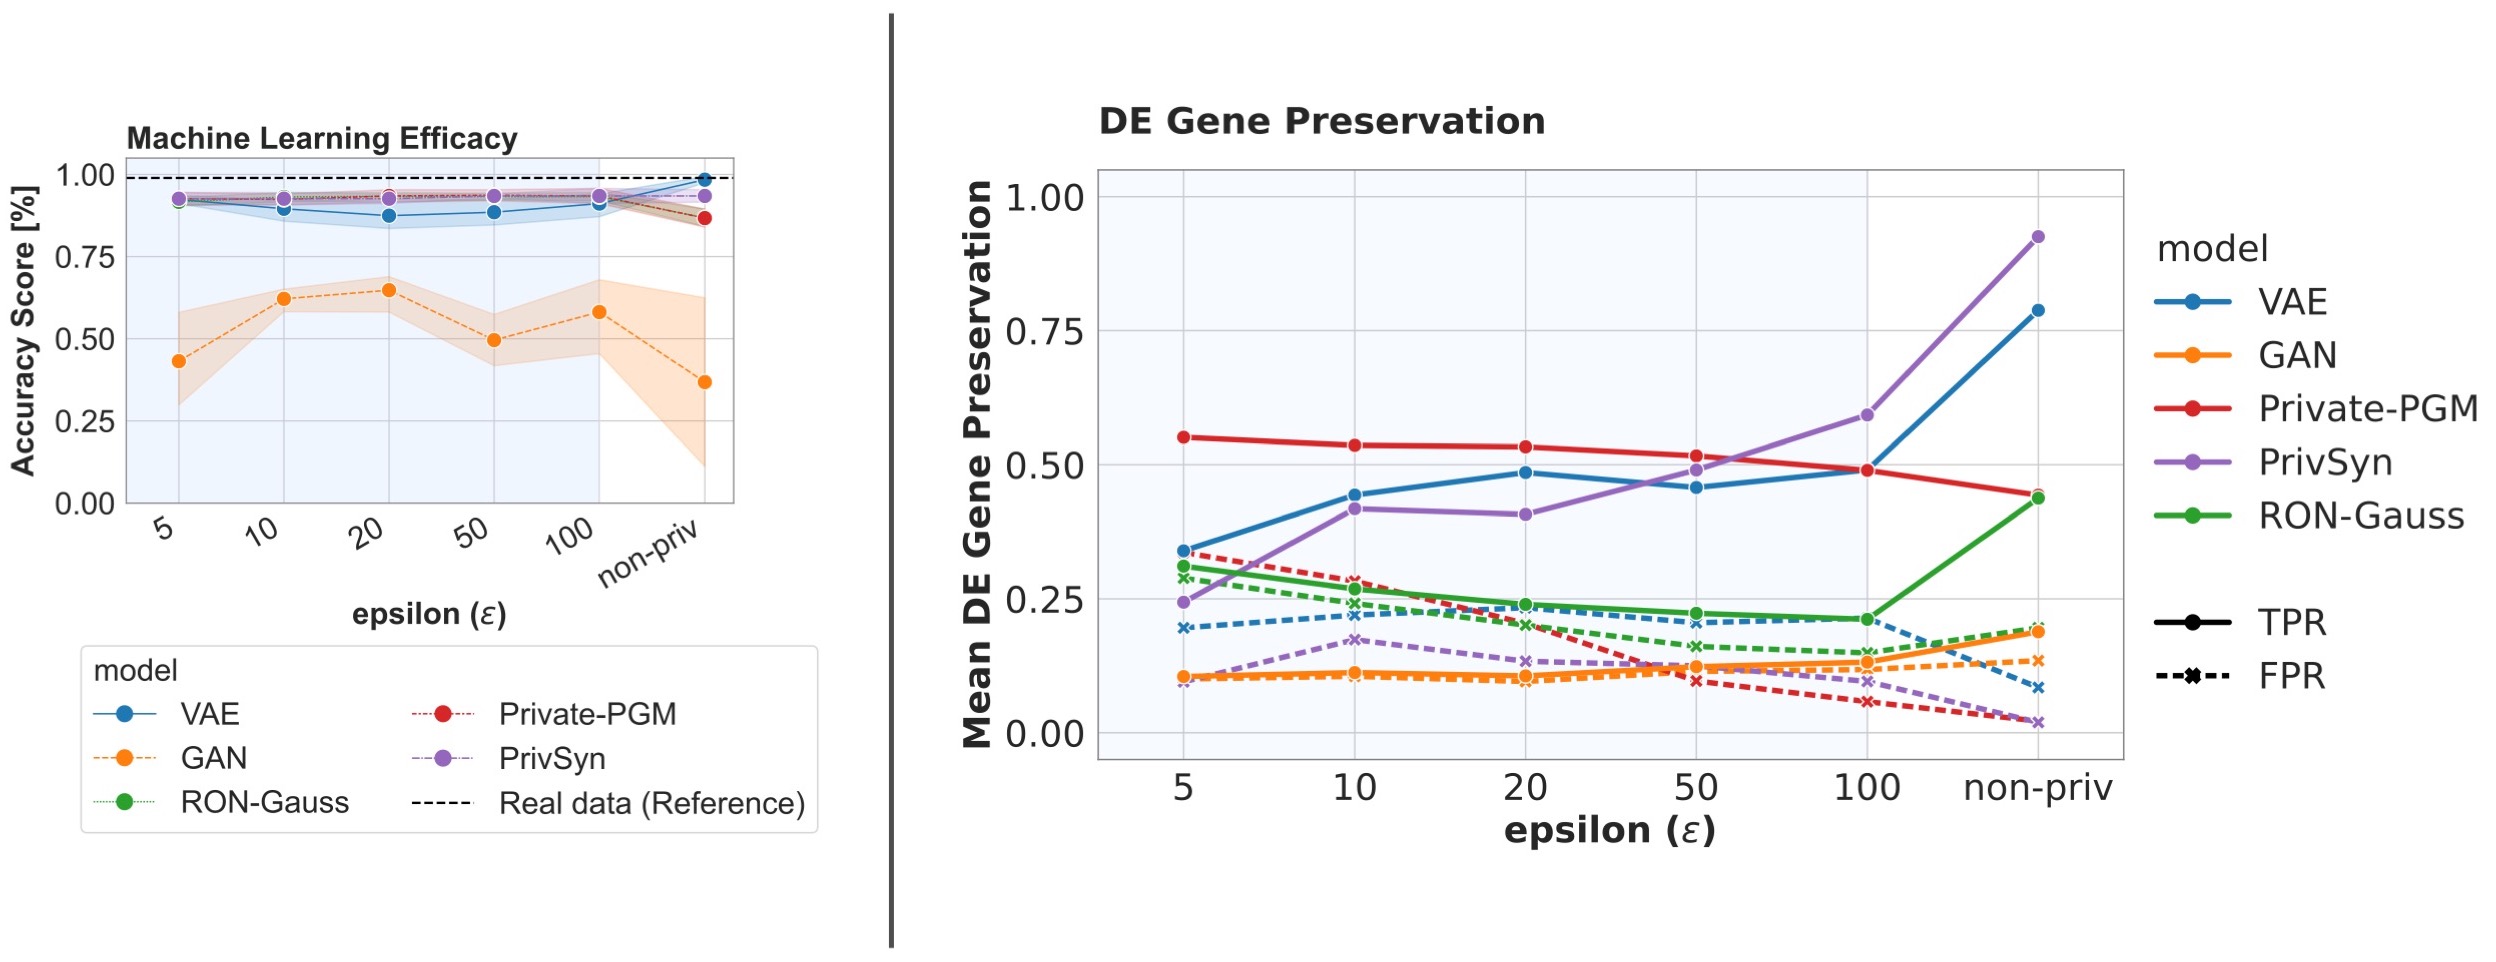 Machine Learning Efficacy
Accuracy Score [%]
1.00
0.75
0.50
0.25
0.00
5
10
20
50
100
non-priv
epsilon (ε)
model
VAE
GAN
RON-Gauss
Private-PGM
PrivSyn
Real data (Reference)
DE Gene Preservation
Mean DE Gene Preservation
1.00
0.75
0.50
0.25
0.00
5
10
20
50
100
non-priv
epsilon (ε)
model
VAE
GAN
Private-PGM
PrivSyn
RON-Gauss
TPR
FPR